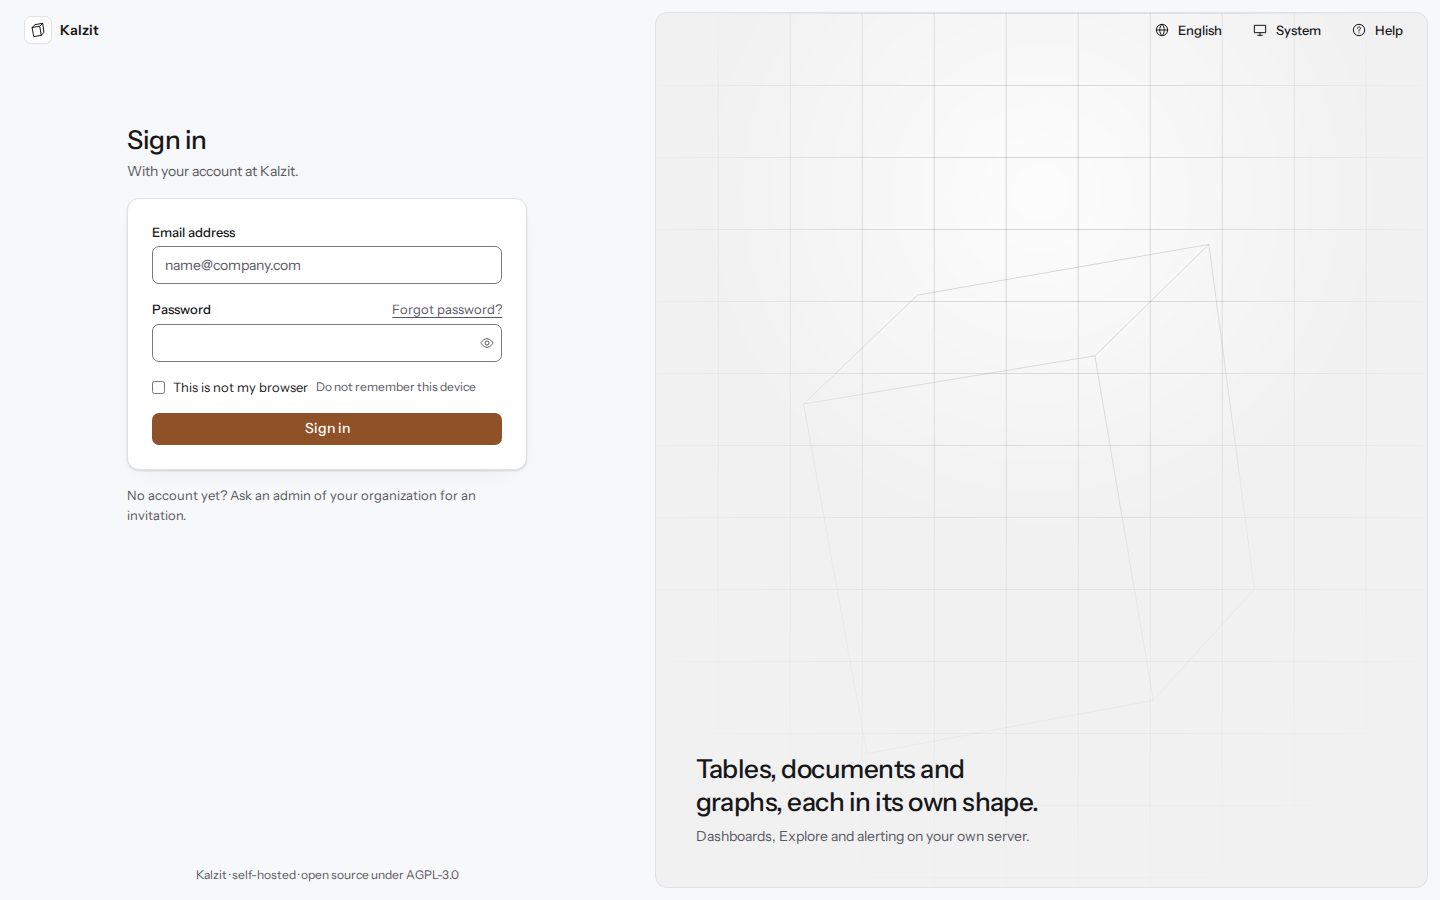 Kalzit
English
System
Help
Sign in
With your account at Kalzit.
Email address
name@company.com
Password
Forgot password?
This is not my browser Do not remember this device
Sign in
No account yet? Ask an admin of your organization for an
invitation.
Tables, documents and
graphs, each in its own shape.
Dashboards, Explore and alerting on your own server.
Kalzit · self-hosted · open source under AGPL-3.0